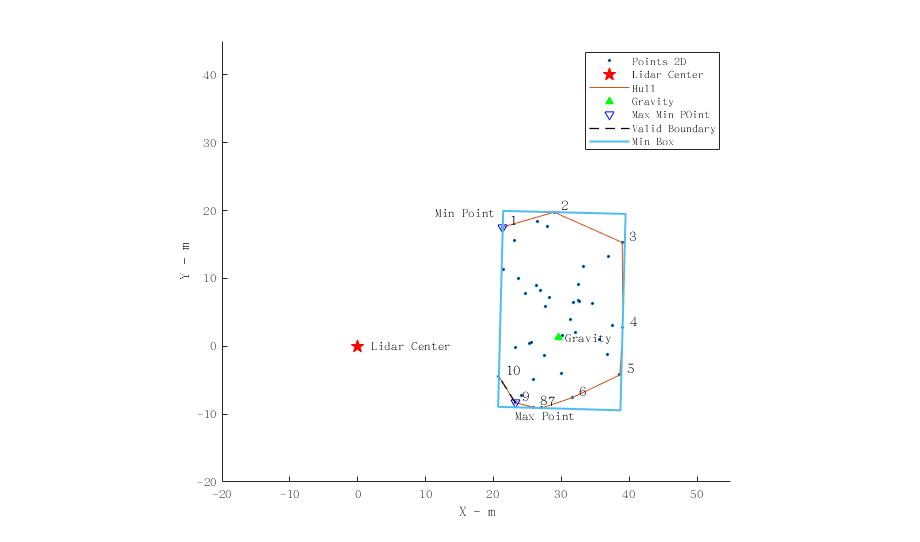 40
30
20
10
0
-10
-20
Y - m
-20
-10
0
10
20
30
40
50
X - m
Points 2D
Lidar Center
Hull
Gravity
Max Min POint
Valid Boundary
Min Box
Min Point
1
2
3
4
5
6
87
9
10
Gravity
Lidar Center
Max Point